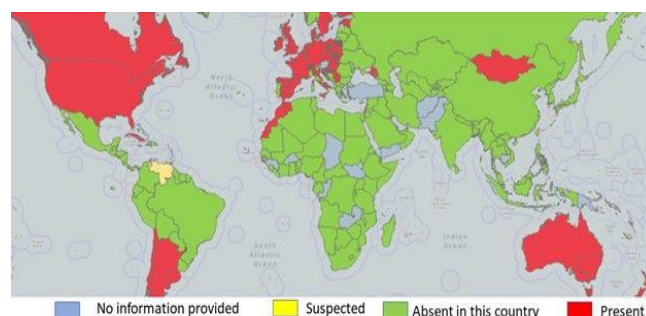 North
Atlantic
Ocean
South
Atlantic
Ocean
Indian
Ocean
No information provided
Suspected
Absent in this country
Present